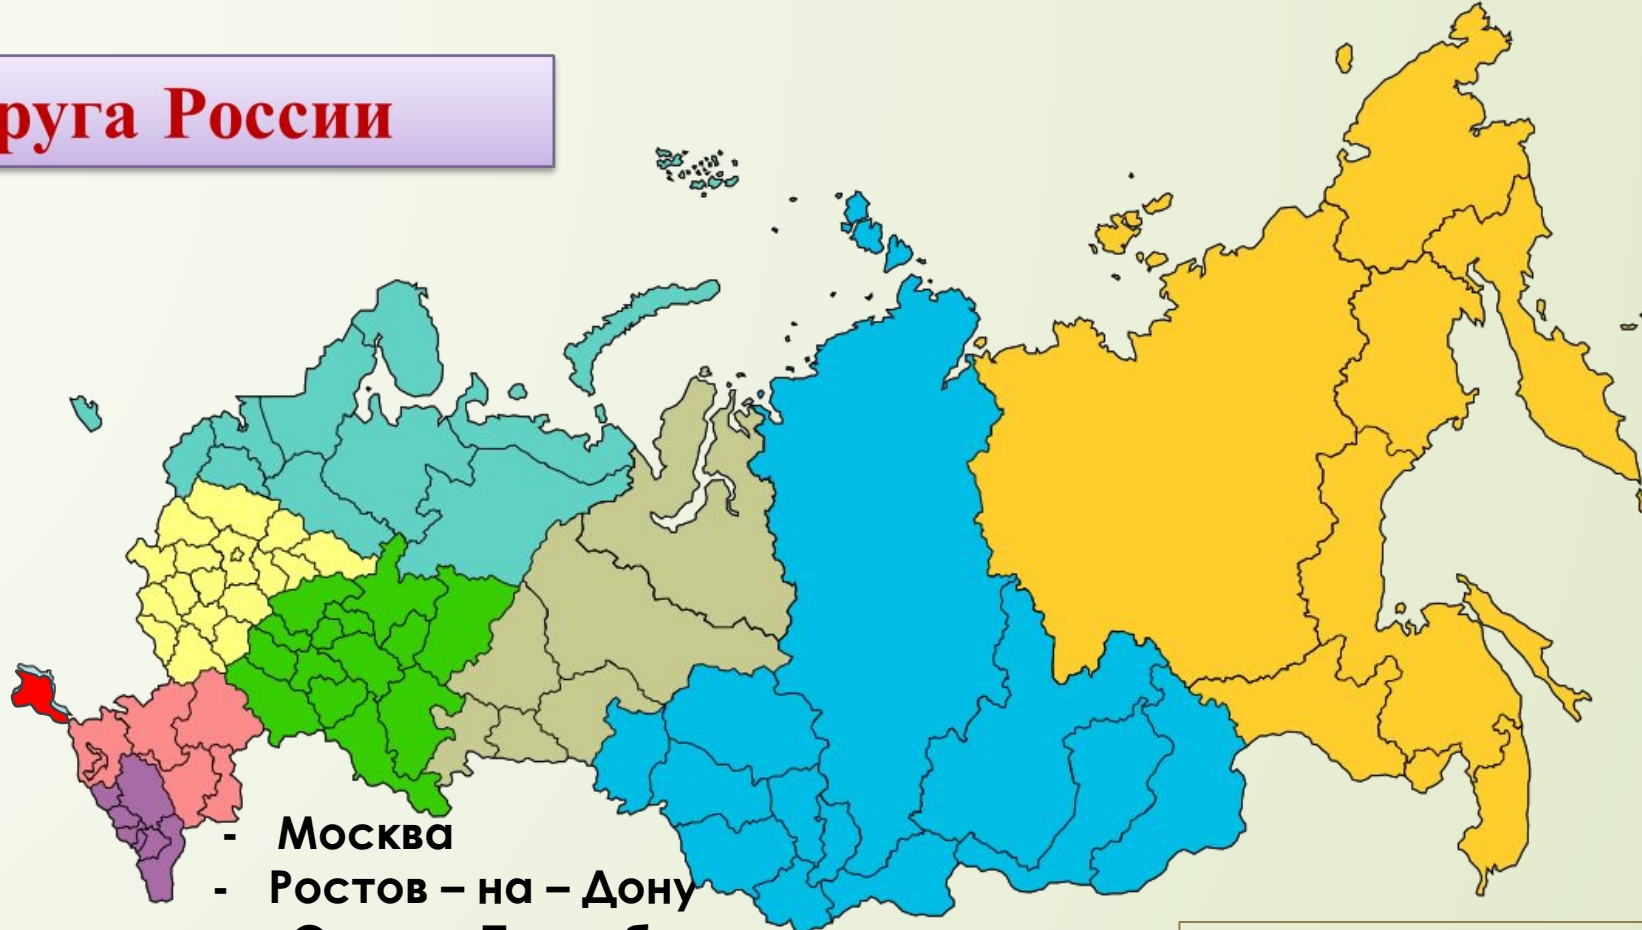 руга России
- Москва
- Ростов – на – Дону